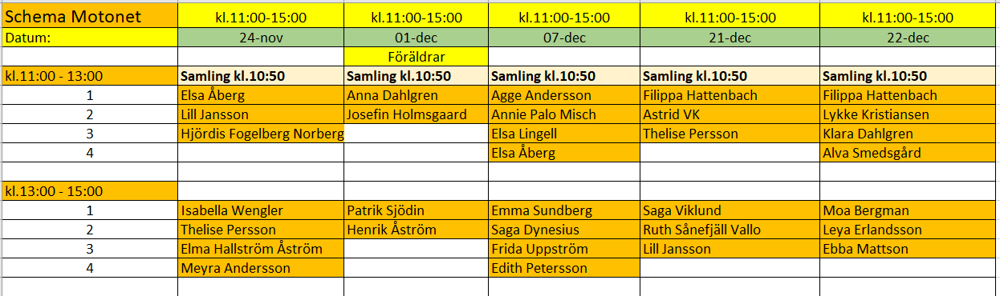 Schema Motonet kl.11:00-15:00 kl.11:00-15:00 kl.11:00-15:00 kl.11:00-15:00 kl.11:00-15:00
Datum: 24-nov 01-dec 07-dec 21-dec 22-dec
Föräldrar
kl.11:00 - 13:00 Samling kl.10:50 Samling kl.10:50 Samling kl.10:50 Samling kl.10:50 Samling kl.10:50
1 Elsa Åberg Anna Dahlgren Agge Andersson Filippa Hattenbach Filippa Hattenbach
2 Lill Jansson Josefin Holmsgaard Annie Palo Misch Astrid VK Lykke Kristiansen
3 Hjördis Fogelberg Norberg Elsa Lingell Thelise Persson Klara Dahlgren
4 Elsa Åberg Alva Smedsgård
kl.13:00 - 15:00
1 Isabella Wengler Patrik Sjödin Emma Sundberg Saga Viklund Moa Bergman
2 Thelise Persson Henrik Åström Saga Dynesius Ruth Sånefjäll Vallo Leya Erlandsson
3 Elma Hallström Åström Frida Uppström Lill Jansson Ebba Mattson
4 Meyra Andersson Edith Petersson